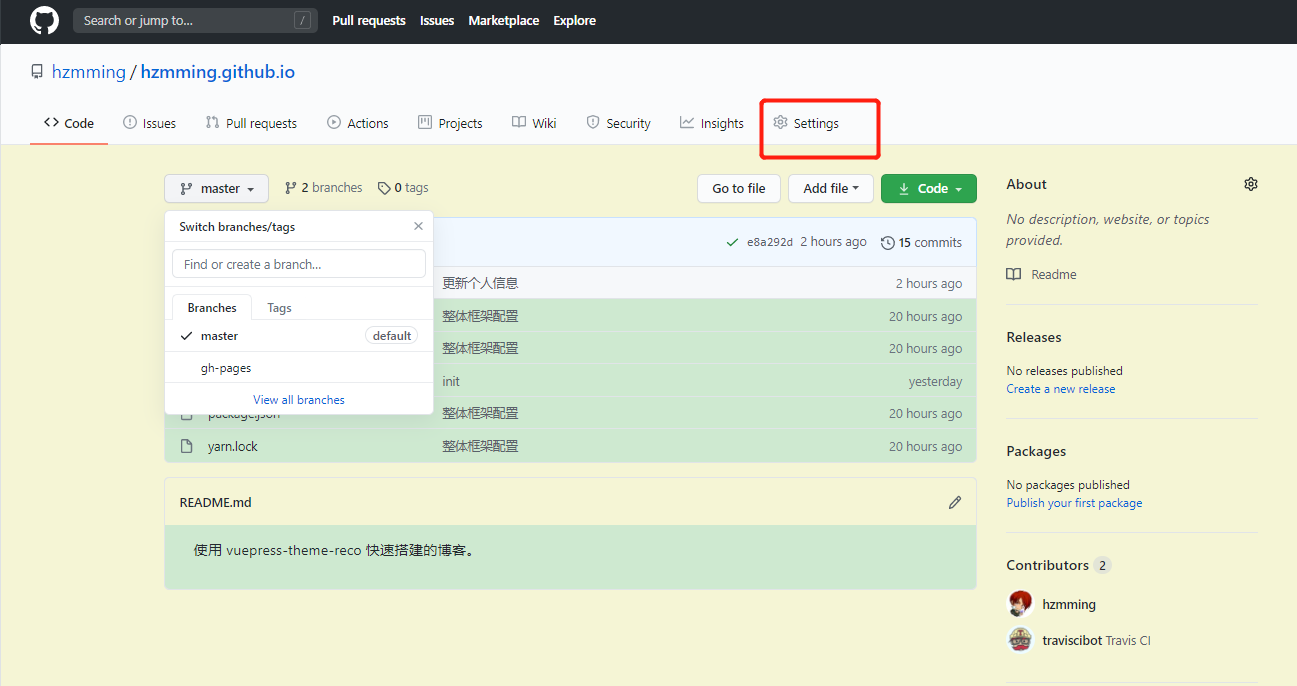 Search or jump to... / Pull requests Issues Marketplace Explore
hzmming / hzmming.github.io
Code Issues Pull requests Actions Projects Wiki Security Insights Settings
master 2 branches 0 tags Go to file Add file Code
Switch branches/tags
Find or create a branch...
Branches Tags
master default
gh-pages
View all branches
e8a292d 2 hours ago 15 commits
更新个人信息 2 hours ago
整体框架配置 20 hours ago
整体框架配置 20 hours ago
init yesterday
package.json 整体框架配置 20 hours ago
yarn.lock 整体框架配置 20 hours ago
README.md
使用 vuepress-theme-reco 快速搭建的博客。
About
No description, website, or topics
provided.
Readme
Releases
No releases published
Create a new release
Packages
No packages published
Publish your first package
Contributors 2
hzmming
traviscibot Travis CI